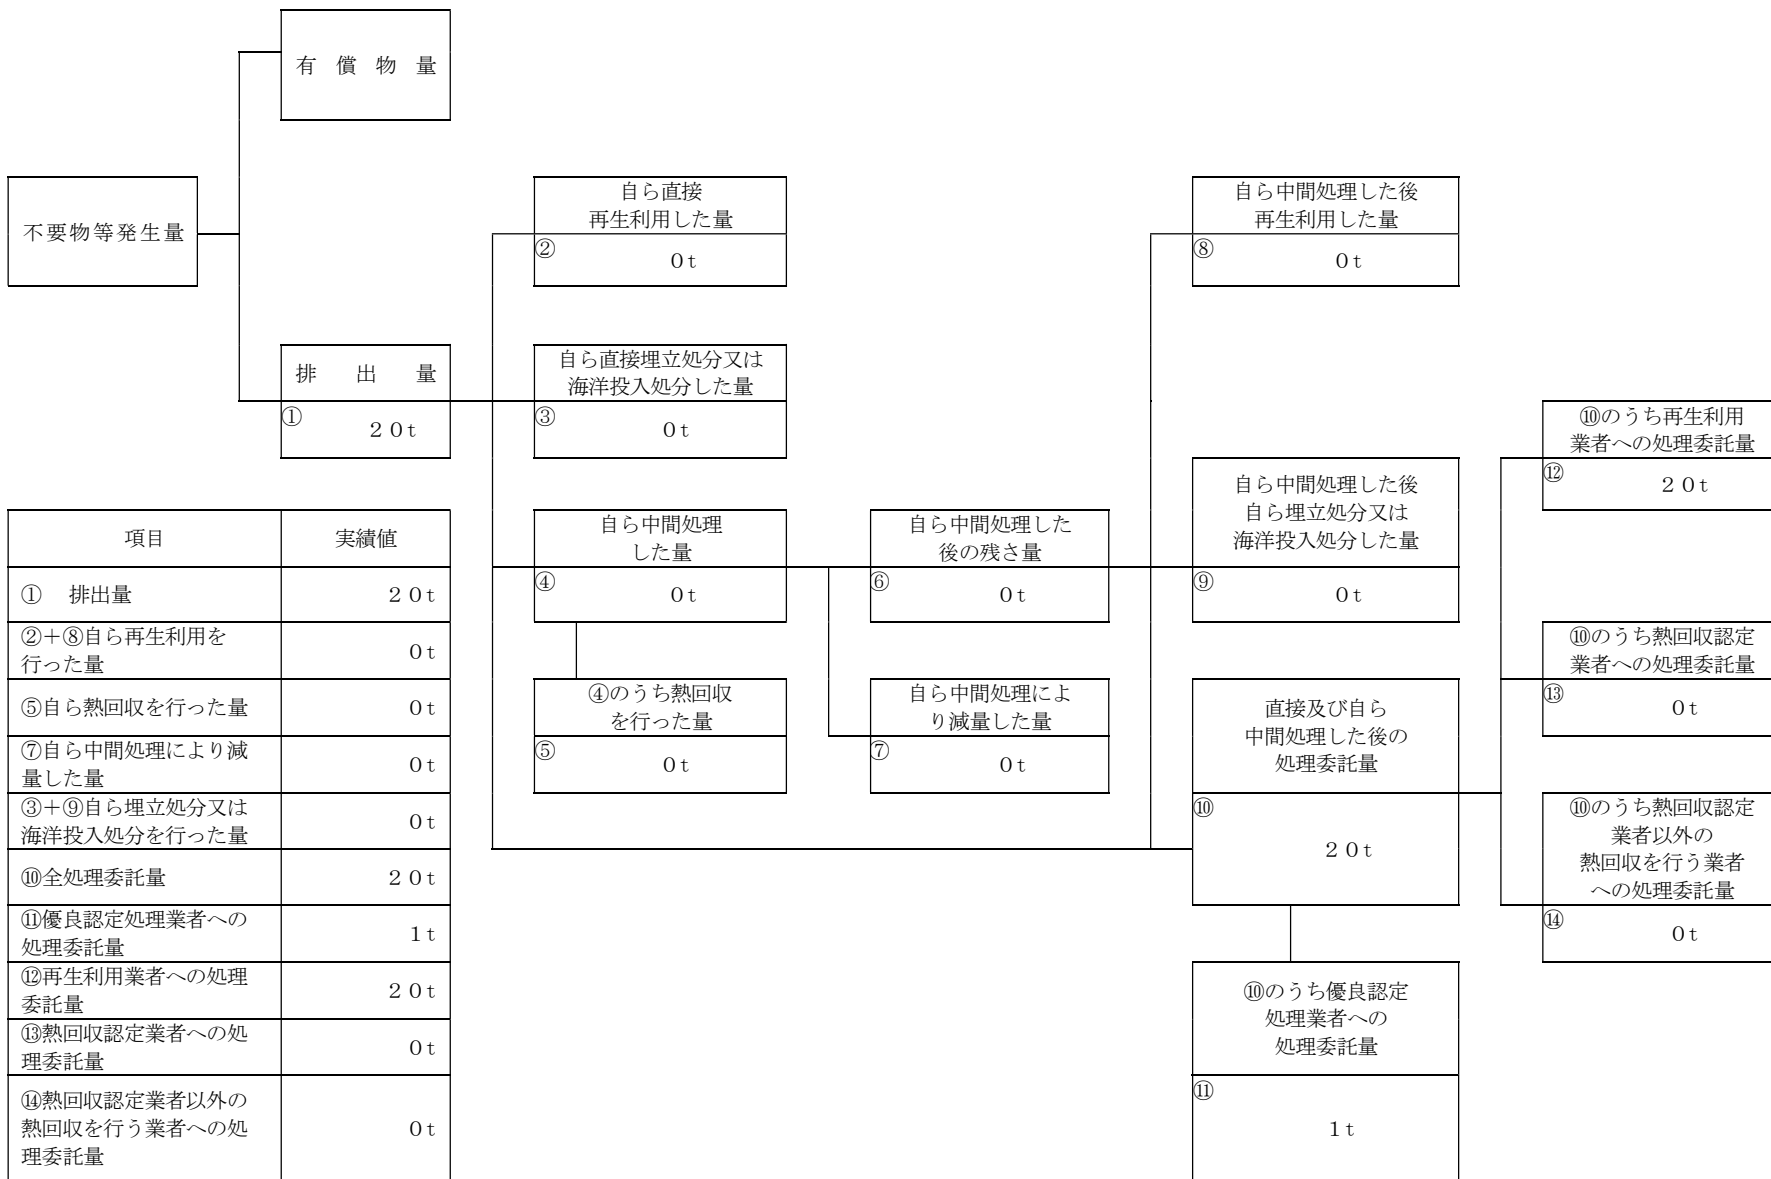 有　償　物　量
不要物等発生量
自ら直接
再生利用した量
②
０ｔ
自ら中間処理した後
再生利用した量
⑧
０ｔ
排　出　量
①
２０ｔ
自ら直接埋立処分又は
海洋投入処分した量
③
０ｔ
⑩のうち再生利用
業者への処理委託量
⑫
２０ｔ
自ら中間処理した後
自ら埋立処分又は
海洋投入処分した量
⑨
０ｔ
自ら中間処理
した量
④
０ｔ
自ら中間処理した
後の残さ量
⑥
０ｔ
⑩のうち熱回収認定
業者への処理委託量
⑬
０ｔ
④のうち熱回収
を行った量
⑤
０ｔ
自ら中間処理によ
り減量した量
⑦
０ｔ
直接及び自ら
中間処理した後の
処理委託量
⑩
２０ｔ
⑩のうち熱回収認定
業者以外の
熱回収を行う業者
への処理委託量
⑭
０ｔ
⑩のうち優良認定
処理業者への
処理委託量
⑪
１ｔ
項目　実績値
①　排出量　２０ｔ
②＋⑧自ら再生利用を
行った量　０ｔ
⑤自ら熱回収を行った量　０ｔ
⑦自ら中間処理により減
量した量　０ｔ
③＋⑨自ら埋立処分又は
海洋投入処分を行った量　０ｔ
⑩全処理委託量　２０ｔ
⑪優良認定処理業者への
処理委託量　１ｔ
⑫再生利用業者への処理
委託量　２０ｔ
⑬熱回収認定業者への処
理委託量　０ｔ
⑭熱回収認定業者以外の
熱回収を行う業者への処
理委託量　０ｔ